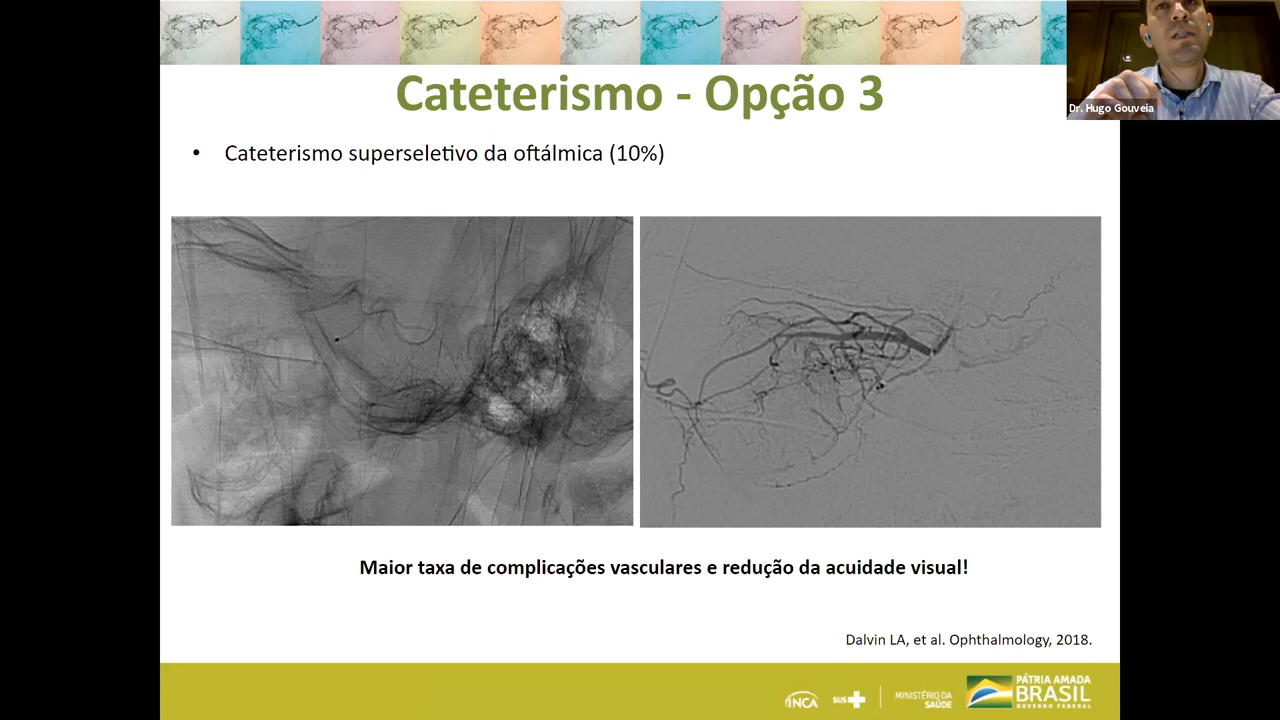 Cateterismo - Opção 3
Dr. Hugo Gouveia
• Cateterismo superseletivo da oftálmica (10%)
Maior taxa de complicações vasculares e redução da acuidade visual!
Dalvin LA, et al. Ophthalmology, 2018.
INCA
SUS
MINISTÉRIO DA
SAÚDE
PÁTRIA AMADA
BRASIL
GOVERNO FEDERAL